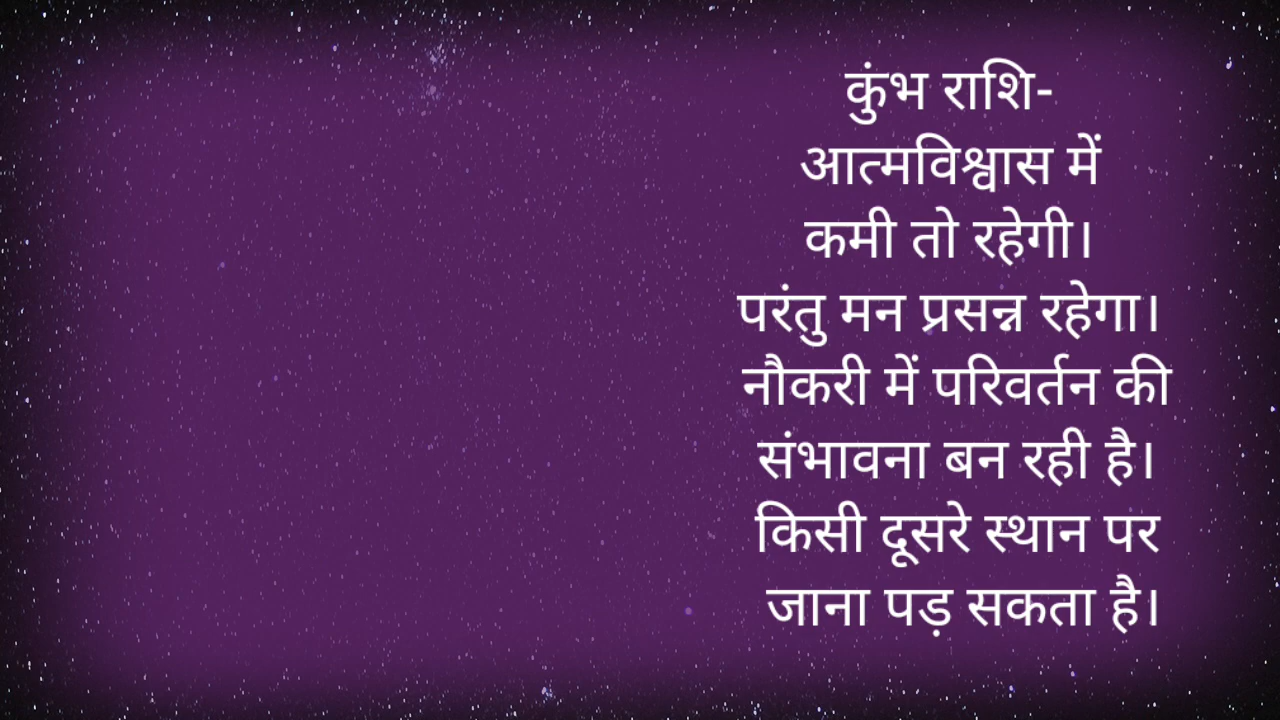 कुंभ राशि-
आत्मविश्वास में
कमी तो रहेगी।
परंतु मन प्रसन्न रहेगा।
नौकरी में परिवर्तन की
संभावना बन रही है।
किसी दूसरे स्थान पर
जाना पड़ सकता है।